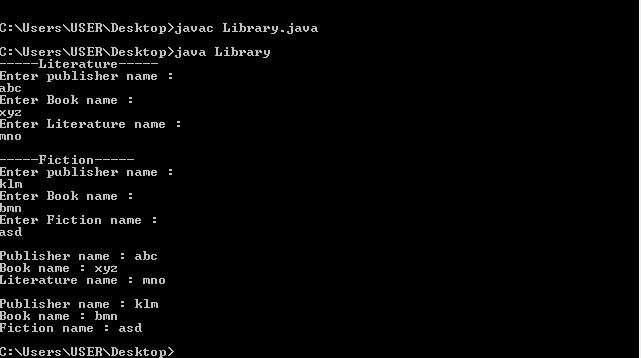 C:\Users\USER\Desktop>javac Library.java
C:\Users\USER\Desktop>java Library
-----Literature-----
Enter publisher name :
abc
Enter Book name :
xyz
Enter Literature name :
mno
-----Fiction-----
Enter publisher name :
klm
Enter Book name :
bmn
Enter Fiction name :
asd
Publisher name : abc
Book name : xyz
Literature name : mno
Publisher name : klm
Book name : bmn
Fiction name : asd
C:\Users\USER\Desktop>